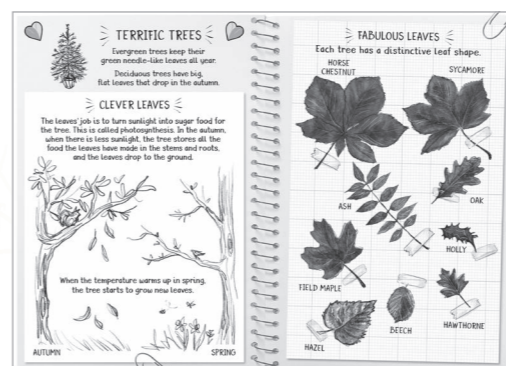 TERRIFIC TREES
Evergreen trees keep their
green needle-like leaves all year.
Deciduous trees have big,
flat leaves that drop in the autumn.
CLEVER LEAVES
The leaves' job is to turn sunlight into sugar food for
the tree. This is called photosynthesis. In the autumn,
when there is less sunlight, the tree stores all the
food the leaves have made in the stems and roots,
and the leaves drop to the ground.
When the temperature warms up in spring,
the tree starts to grow new leaves.
AUTUMN
SPRING
FABULOUS LEAVES
Each tree has a distinctive leaf shape.
HORSE
CHESTNUT
SYCAMORE
ASH
OAK
HOLLY
FIELD MAPLE
HAZEL
BEECH
HAWTHORNE